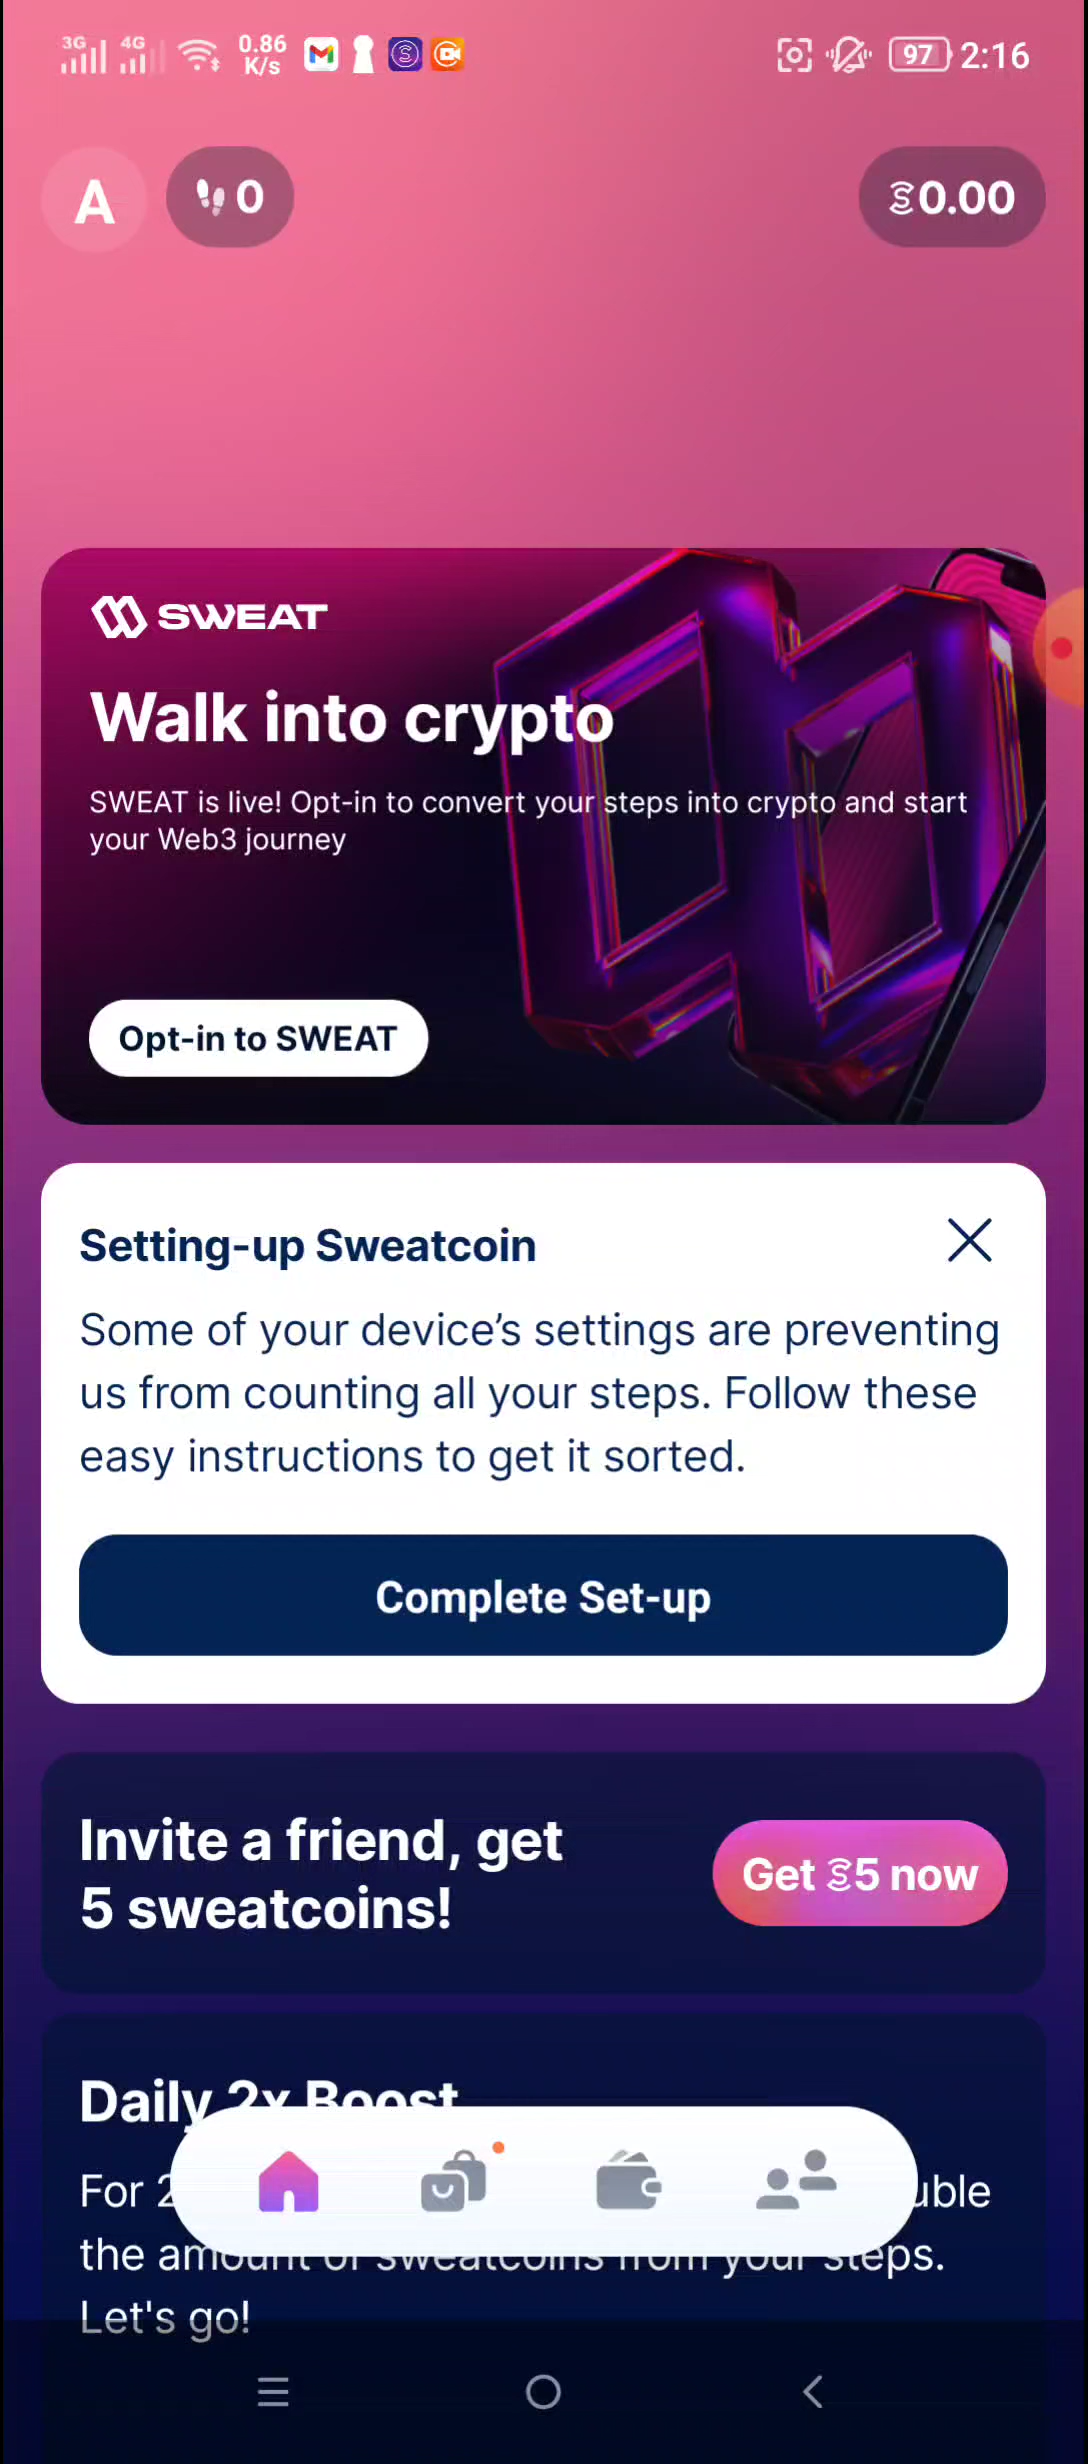 3G 4G 0.86 K/s 97 2:16
A 0 0.00
SWEAT
Walk into crypto
SWEAT is live! Opt-in to convert your steps into crypto and start
your Web3 journey
Opt-in to SWEAT
Setting-up Sweatcoin
Some of your device’s settings are preventing
us from counting all your steps. Follow these
easy instructions to get it sorted.
Complete Set-up
Invite a friend, get
5 sweatcoins!
Get 5 now
Daily 2x Boost
For
the amount of sweatcoins from your steps.
Let's go!